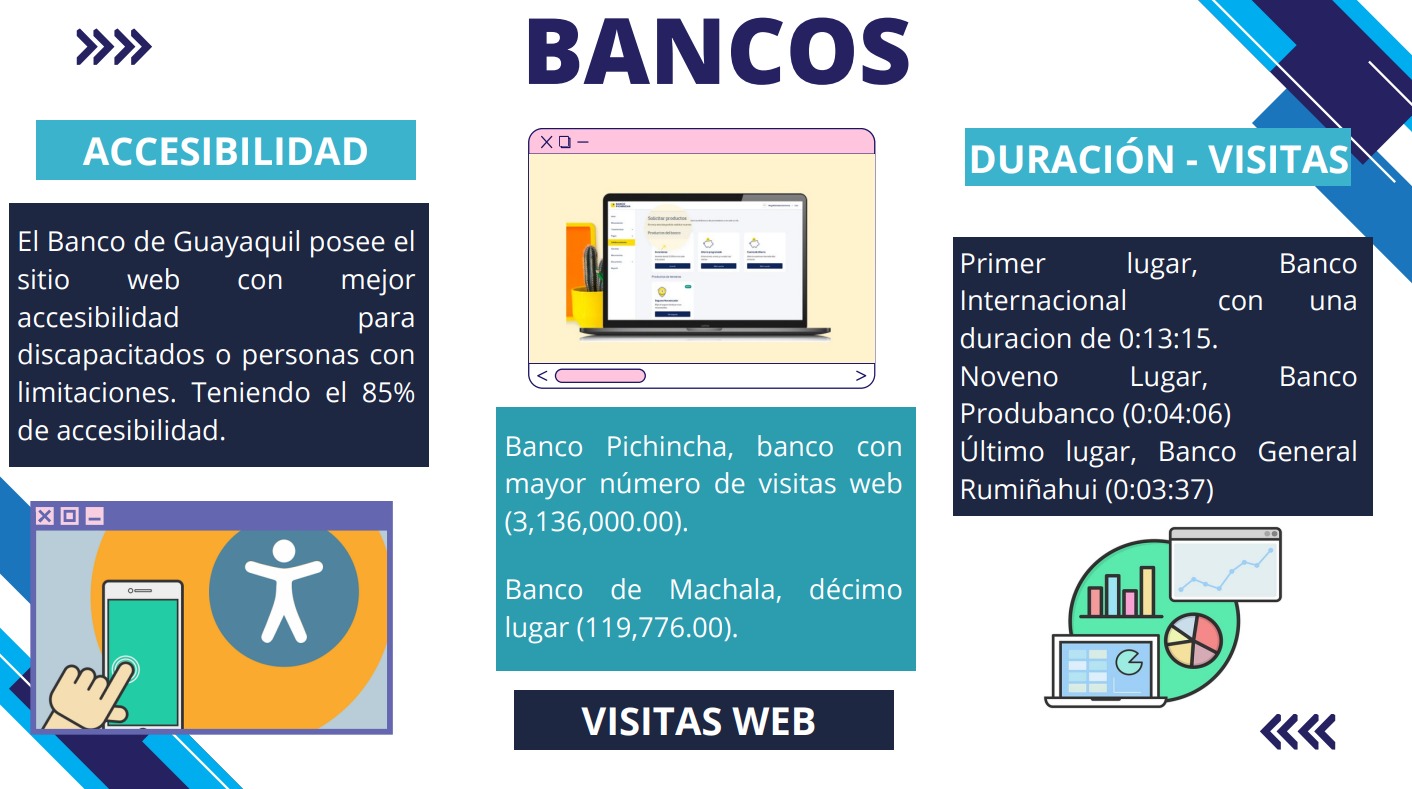 BANCOS
ACCESIBILIDAD
El Banco de Guayaquil posee el
sitio web con mejor
accesibilidad para
discapacitados o personas con
limitaciones. Teniendo el 85%
de accesibilidad.
Solicitar productos
Banco Pichincha, banco con
mayor número de visitas web
(3,136,000.00).
Banco de Machala, décimo
lugar (119,776.00).
VISITAS WEB
DURACIÓN - VISITAS
Primer lugar, Banco
Internacional con una
duracion de 0:13:15.
Noveno Lugar, Banco
Produbanco (0:04:06)
Último lugar, Banco General
Rumiñahui (0:03:37)